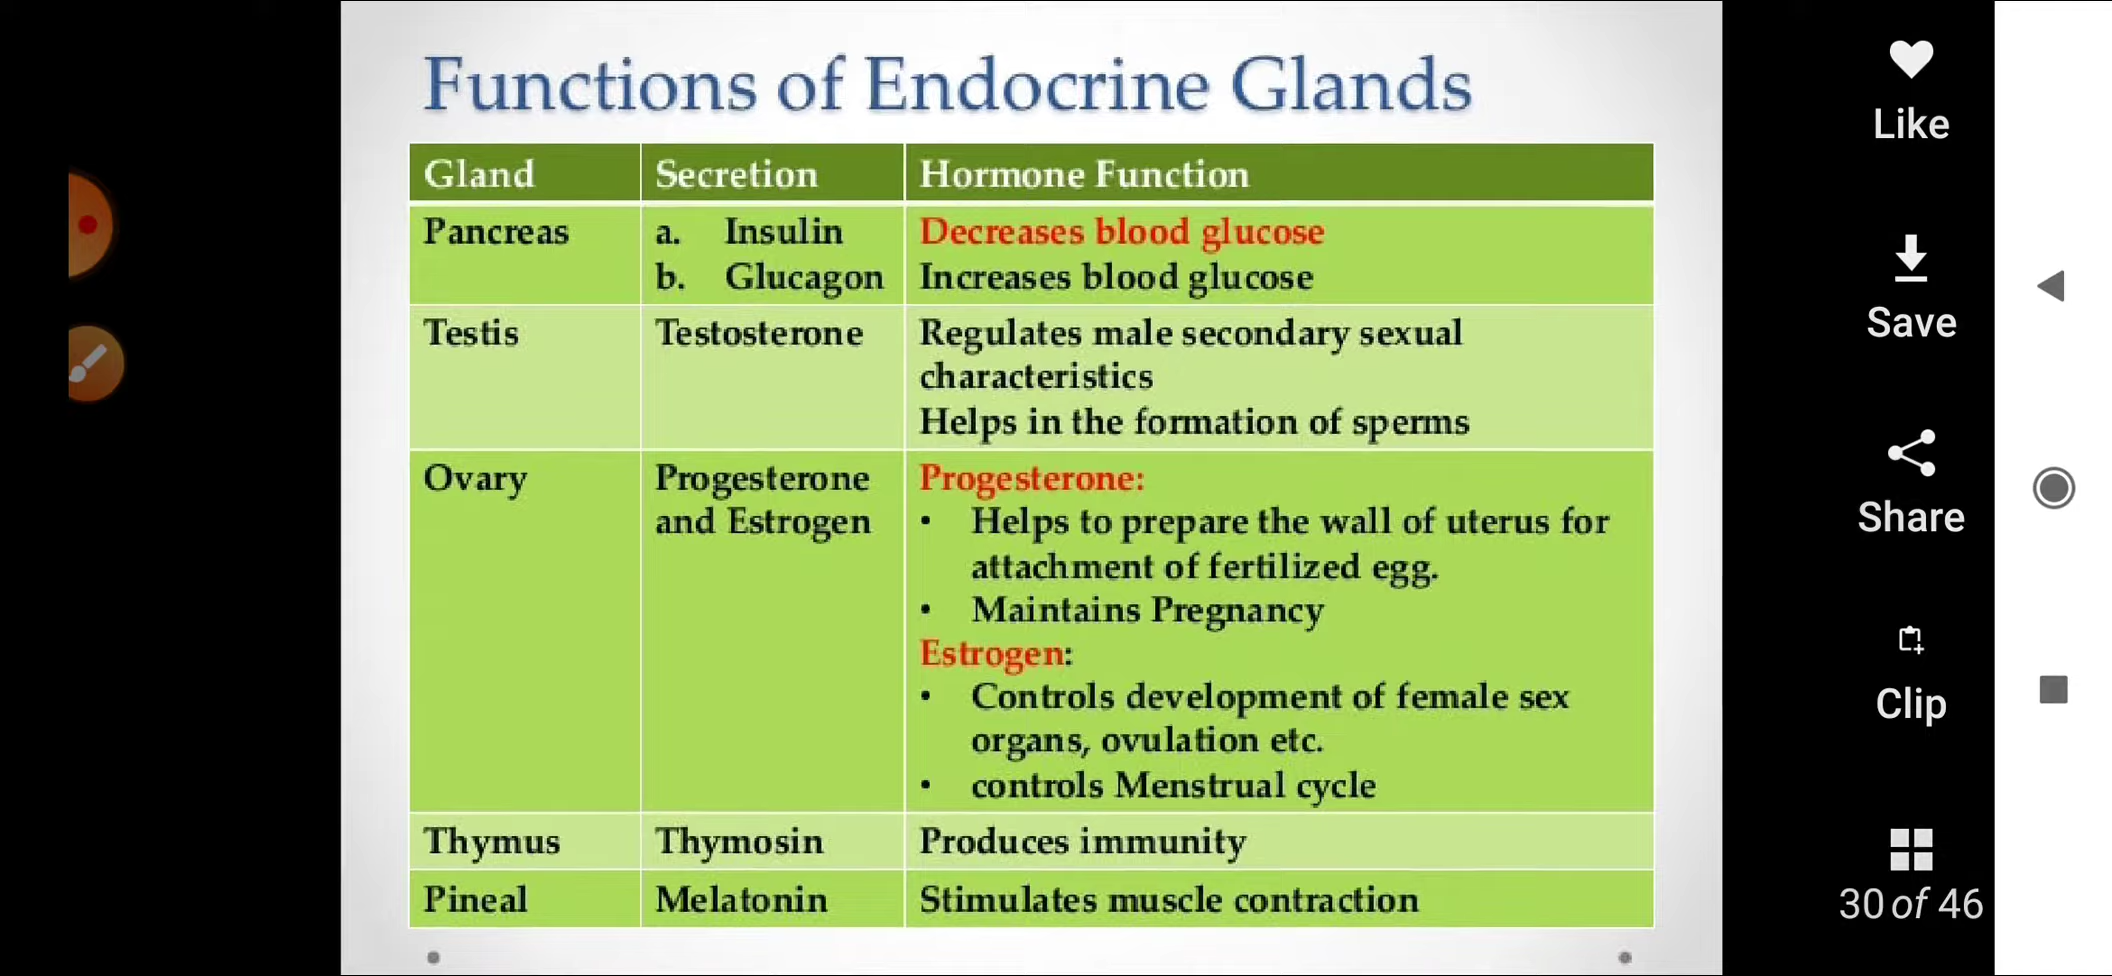 Functions of Endocrine Glands
Gland Secretion Hormone Function
Pancreas a. Insulin Decreases blood glucose
b. Glucagon Increases blood glucose
Testis Testosterone Regulates male secondary sexual
characteristics
Helps in the formation of sperms
Ovary Progesterone Progesterone:
and Estrogen • Helps to prepare the wall of uterus for
attachment of fertilized egg.
• Maintains Pregnancy
Estrogen:
• Controls development of female sex
organs, ovulation etc.
• controls Menstrual cycle
Thymus Thymosin Produces immunity
Pineal Melatonin Stimulates muscle contraction
Like
Save
Share
Clip
30 of 46